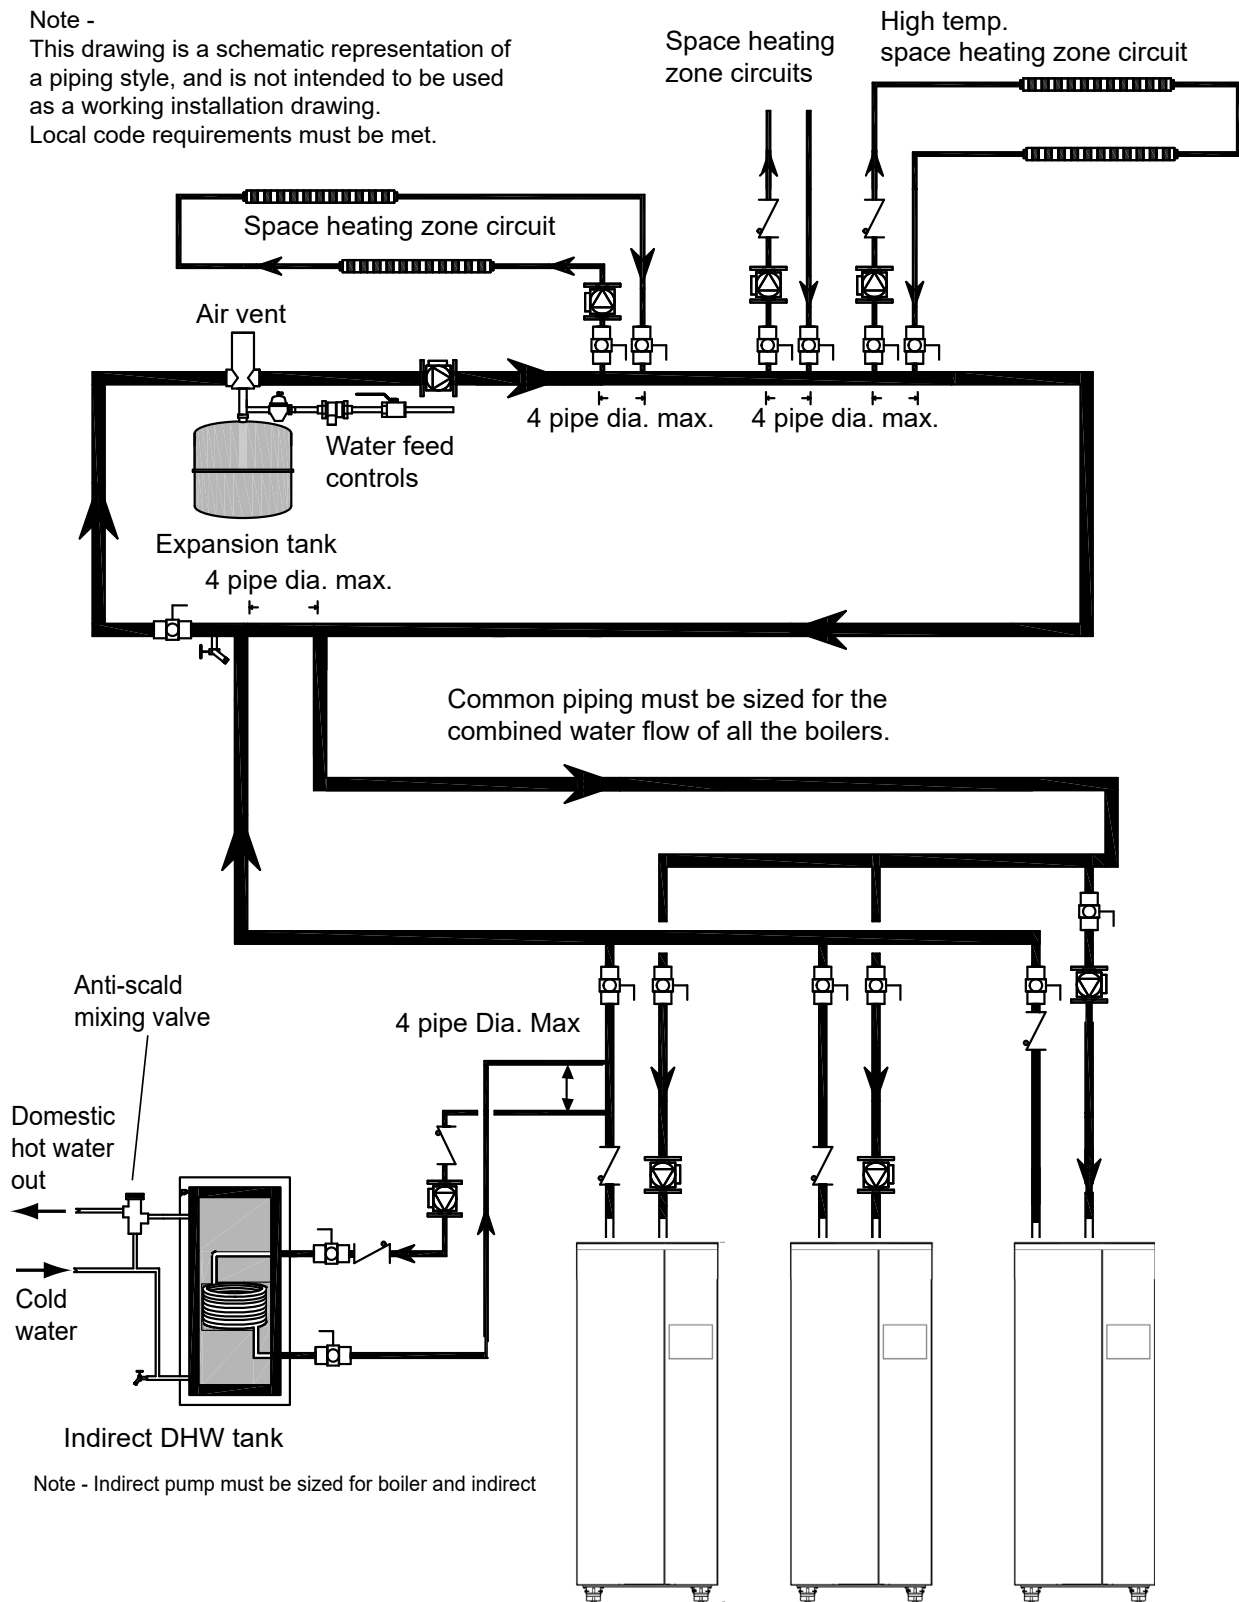 Note -
This drawing is a schematic representation of
a piping style, and is not intended to be used
as a working installation drawing.
Local code requirements must be met.
Space heating
zone circuits
High temp.
space heating zone circuit
Space heating zone circuit
Air vent
4 pipe dia. max.
4 pipe dia. max.
Water feed
controls
Expansion tank
4 pipe dia. max.
Common piping must be sized for the
combined water flow of all the boilers.
Anti-scald
mixing valve
4 pipe Dia. Max
Domestic
hot water
out
Cold
water
Indirect DHW tank
Note - Indirect pump must be sized for boiler and indirect